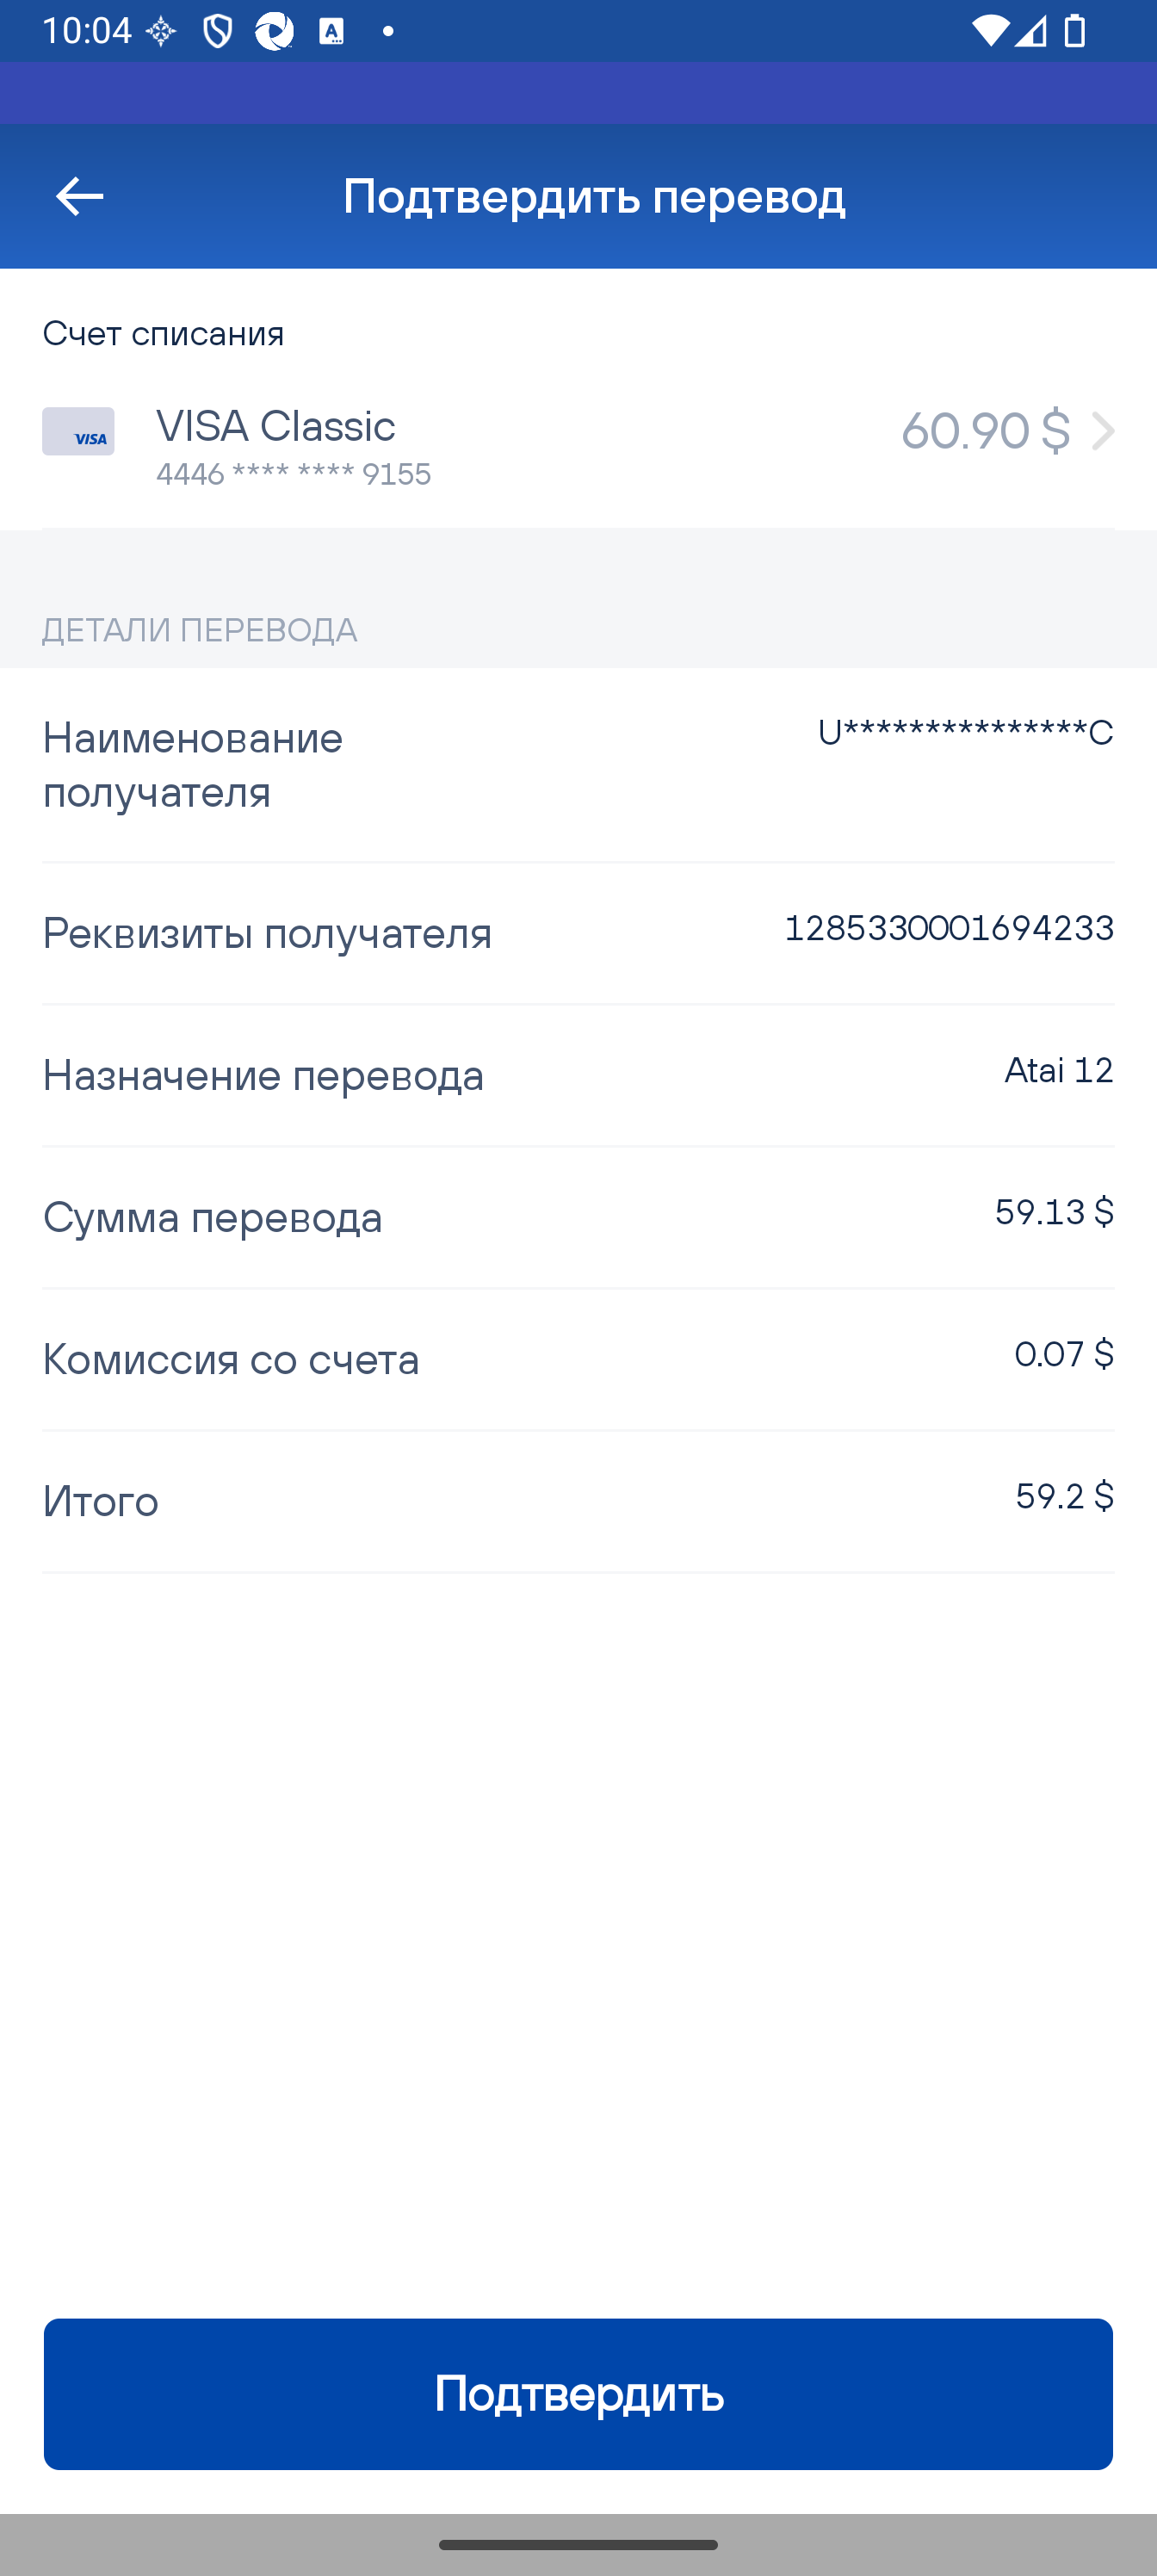 10:04
Подтвердить перевод
Счет списания
VISA
VISA Classic
60.90 $
4446 **** **** 9155
ДЕТАЛИ ПЕРЕВОДА
Наименование получателя
U***************C
Реквизиты получателя
1285330001694233
Назначение перевода
Atai 12
Сумма перевода
59.13 $
Комиссия со счета
0.07 $
Итого
59.2 $
Подтвердить